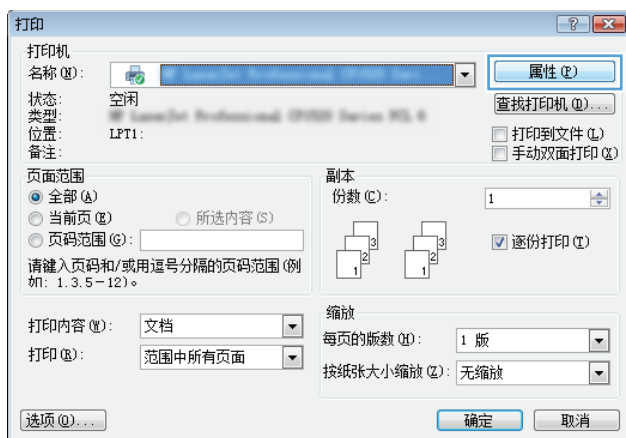 打印
打印机
名称(N):
属性(P)
状态: 空闲
查找打印机(D)...
类型:
位置: LPT1:
打印到文件(L)
备注:
手动双面打印(X)
页面范围
全部(A)
当前页(E) 所选内容(S)
页码范围(G):
请键入页码和/或用逗号分隔的页码范围(例
如: 1.3.5-12)。
副本
份数(C): 1
1 2 3
1 2 3
逐份打印(T)
打印内容(W): 文档
打印(R): 范围中所有页面
缩放
每页的版数(H): 1 版
按纸张大小缩放(Z): 无缩放
选项(O)... 确定 取消